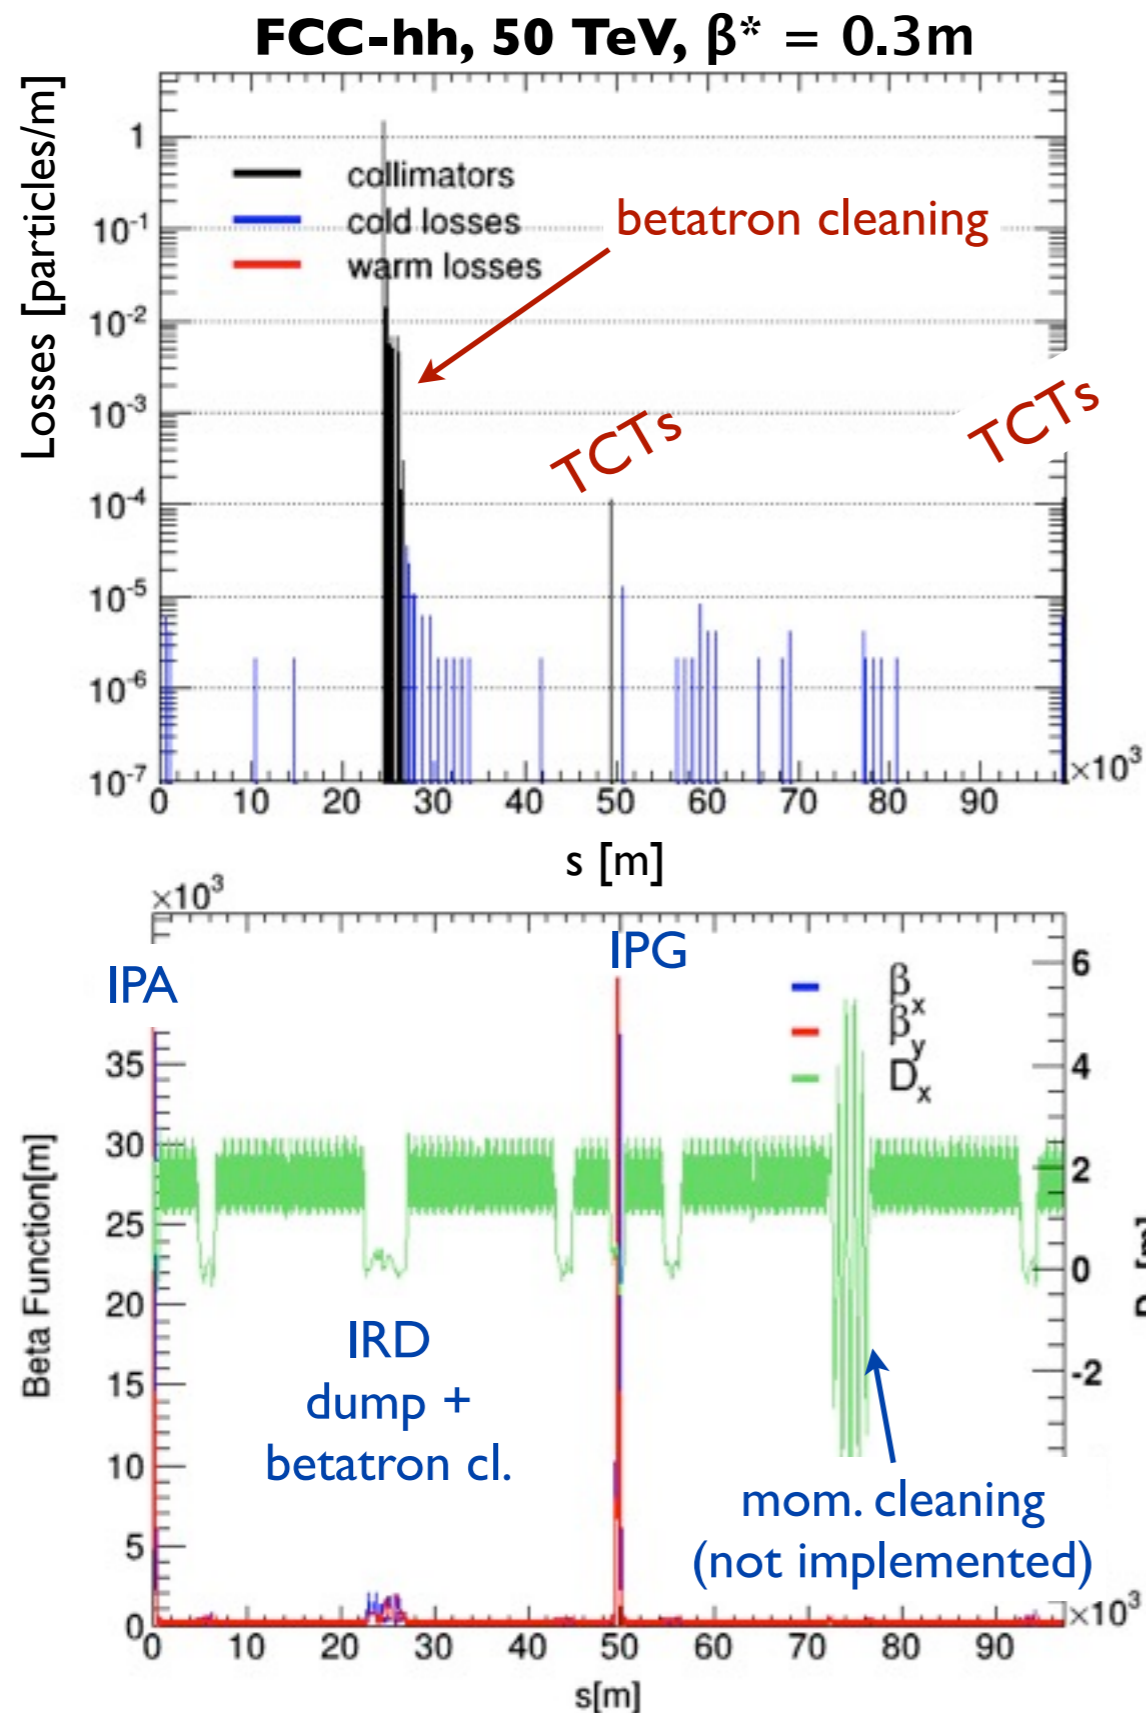 FCC-hh, 50 TeV, β* = 0.3m
Losses [particles/m]
1
10⁻¹
10⁻²
10⁻³
10⁻⁴
10⁻⁵
10⁻⁶
10⁻⁷
collimators
cold losses
warm losses
betatron cleaning
TCTs
TCTs
0 10 20 30 40 50 60 70 80 90 ×10³
s [m]
×10³
Beta Function[m]
35
30
25
20
15
10
5
0
IPA
IPG
βx
βy
Dx
6
4
2
0
-2
IRD
dump +
betatron cl.
mom. cleaning
(not implemented)
0 10 20 30 40 50 60 70 80 90 ×10³
s[m]